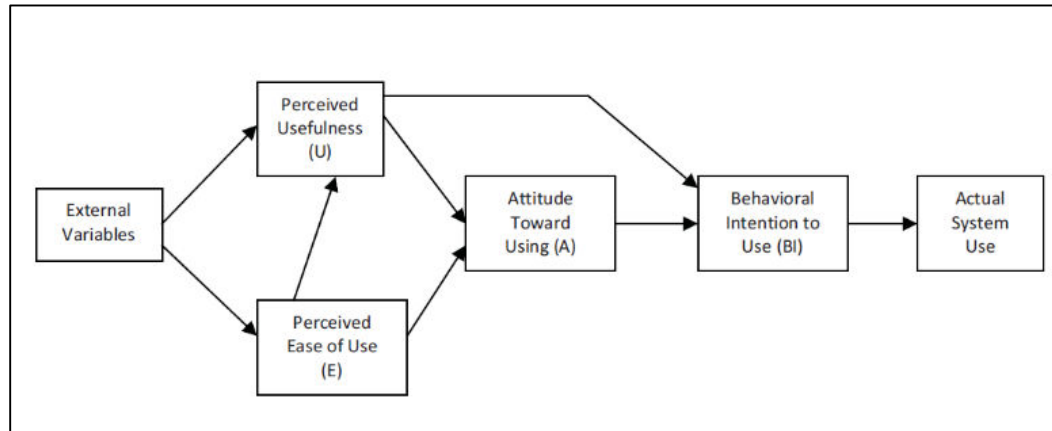 External
Variables
Perceived
Usefulness
(U)
Perceived
Ease of Use
(E)
Attitude
Toward
Using (A)
Behavioral
Intention to
Use (BI)
Actual
System
Use